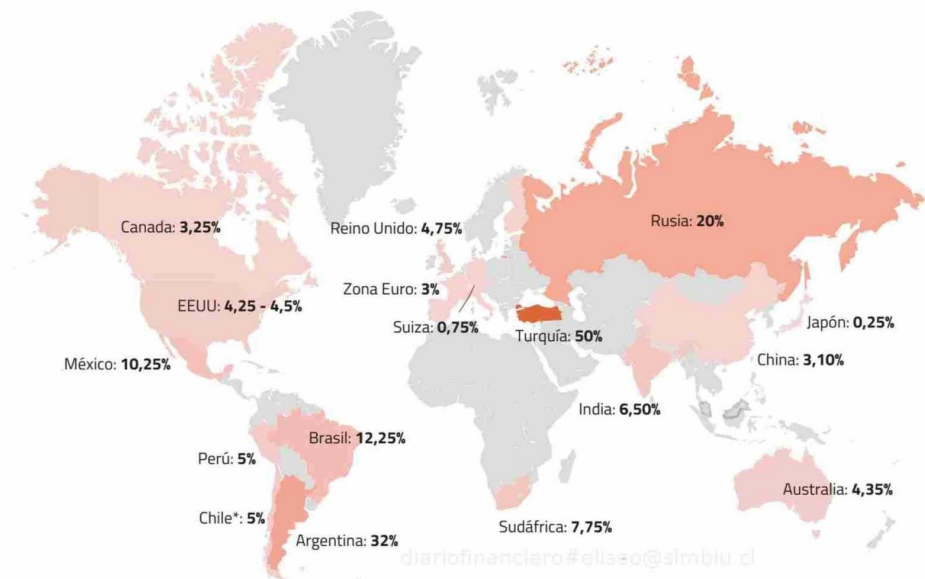 Canada: 3,25%
Reino Unido: 4,75%
Rusia: 20%
Zona Euro: 3%
EEUU: 4,25 - 4,5%
Suiza: 0,75%
Turquía: 50%
Japón: 0,25%
México: 10,25%
China: 3,10%
India: 6,50%
Brasil: 12,25%
Perú: 5%
Australia: 4,35%
Chile*: 5%
Sudáfrica: 7,75%
Argentina: 32%
diariofinanciero#eliseo@simbiu.cl